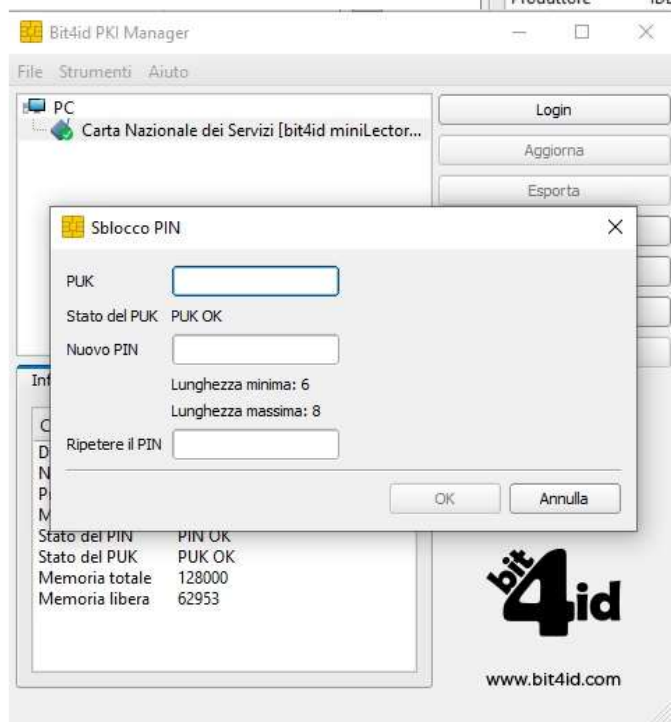 Produttore
Bit4id PKI Manager
File Strumenti Aiuto
PC
Carta Nazionale dei Servizi [bit4id miniLector...
Login
Aggiorna
Esporta
Sblocco PIN
PUK
Stato del PUK PUK OK
Nuovo PIN
Lunghezza minima: 6
Lunghezza massima: 8
Ripetere il PIN
OK Annulla
Stato del PIN PIN OK
Stato del PUK PUK OK
Memoria totale 128000
Memoria libera 62953
bit4id
www.bit4id.com